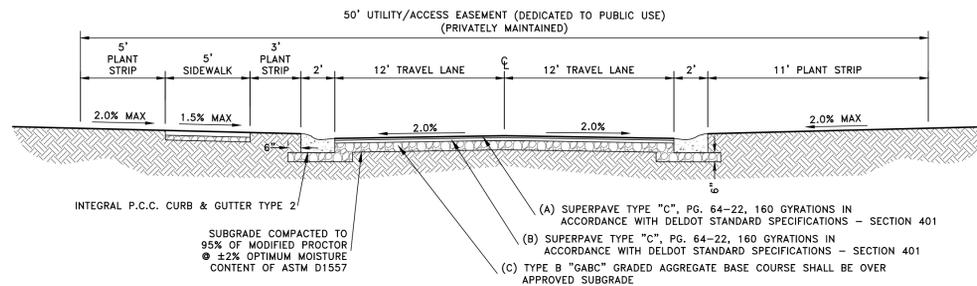 50' UTILITY/ACCESS EASEMENT (DEDICATED TO PUBLIC USE)
(PRIVATELY MAINTAINED)
5'
PLANT
STRIP
5'
SIDEWALK
3'
PLANT
STRIP
2'
12' TRAVEL LANE
℄
12' TRAVEL LANE
2'
11' PLANT STRIP
2.0% MAX
1.5% MAX
2.0%
2.0%
2.0% MAX
6"
6"
INTEGRAL P.C.C. CURB & GUTTER TYPE 2
SUBGRADE COMPACTED TO
95% OF MODIFIED PROCTOR
@ ±2% OPTIMUM MOISTURE
CONTENT OF ASTM D1557
(A) SUPERPAVE TYPE "C", PG. 64-22, 160 GYRATIONS IN
ACCORDANCE WITH DELDOT STANDARD SPECIFICATIONS – SECTION 401
(B) SUPERPAVE TYPE "C", PG. 64-22, 160 GYRATIONS IN
ACCORDANCE WITH DELDOT STANDARD SPECIFICATIONS – SECTION 401
(C) TYPE B "GABC" GRADED AGGREGATE BASE COURSE SHALL BE OVER
APPROVED SUBGRADE